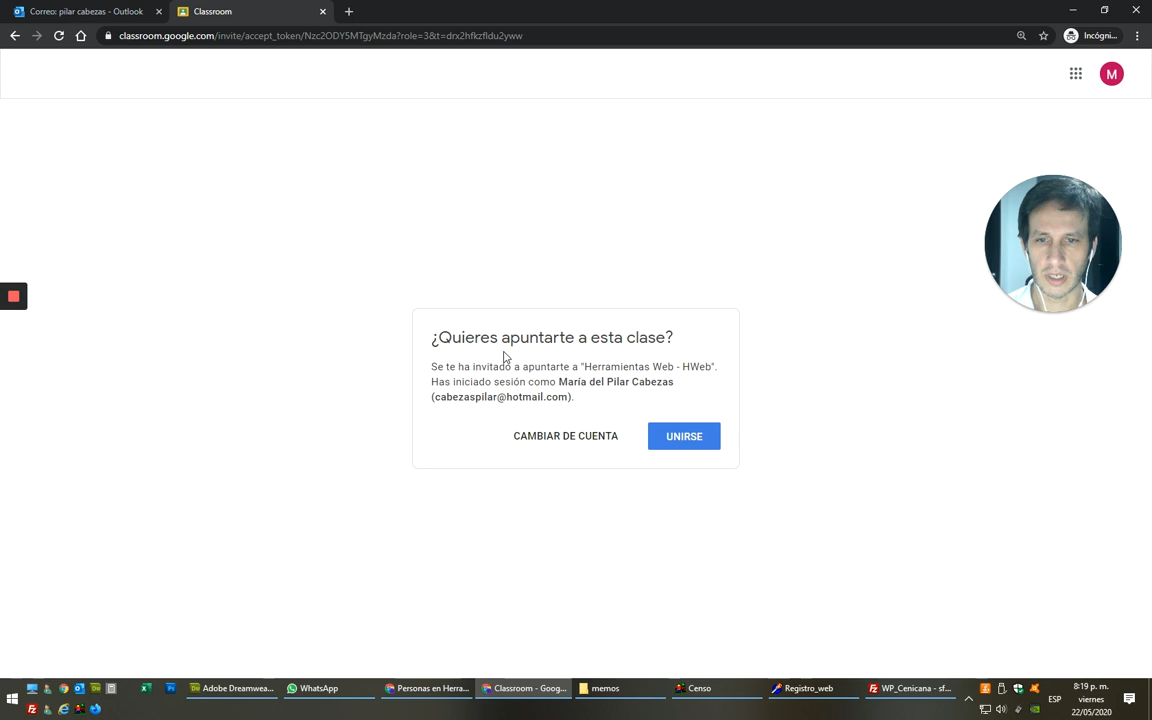 Correo: pilar cabezas - Outlook
Classroom
classroom.google.com/invite/accept_token/Nzc2ODY5MTgyMzda?role=3&t=drx2hfkzfldu2yww
Incógni...
M
¿Quieres apuntarte a esta clase?
Se te ha invitado a apuntarte a "Herramientas Web - HWeb".
Has iniciado sesión como María del Pilar Cabezas
(cabezaspilar@hotmail.com).
CAMBIAR DE CUENTA
UNIRSE
Adobe Dreamwea...
WhatsApp
Personas en Herra...
Classroom - Goog...
memos
Censo
Registro_web
WP_Cenicana - sf...
ESP
8:19 p. m.
viernes
22/05/2020